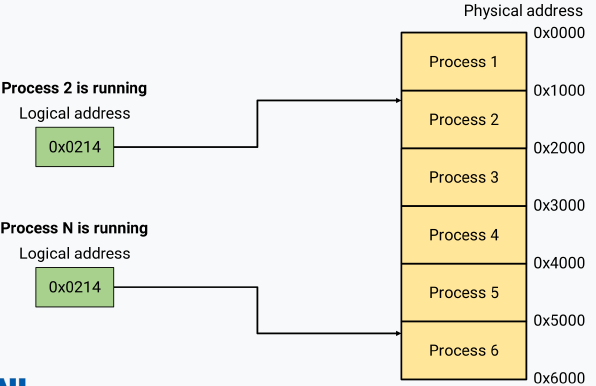 Physical address
0x0000
Process 1
0x1000
Process 2 is running
Logical address
Process 2
0x0214
0x2000
Process 3
0x3000
Process N is running
Process 4
Logical address
0x4000
0x0214
Process 5
0x5000
Process 6
0x6000